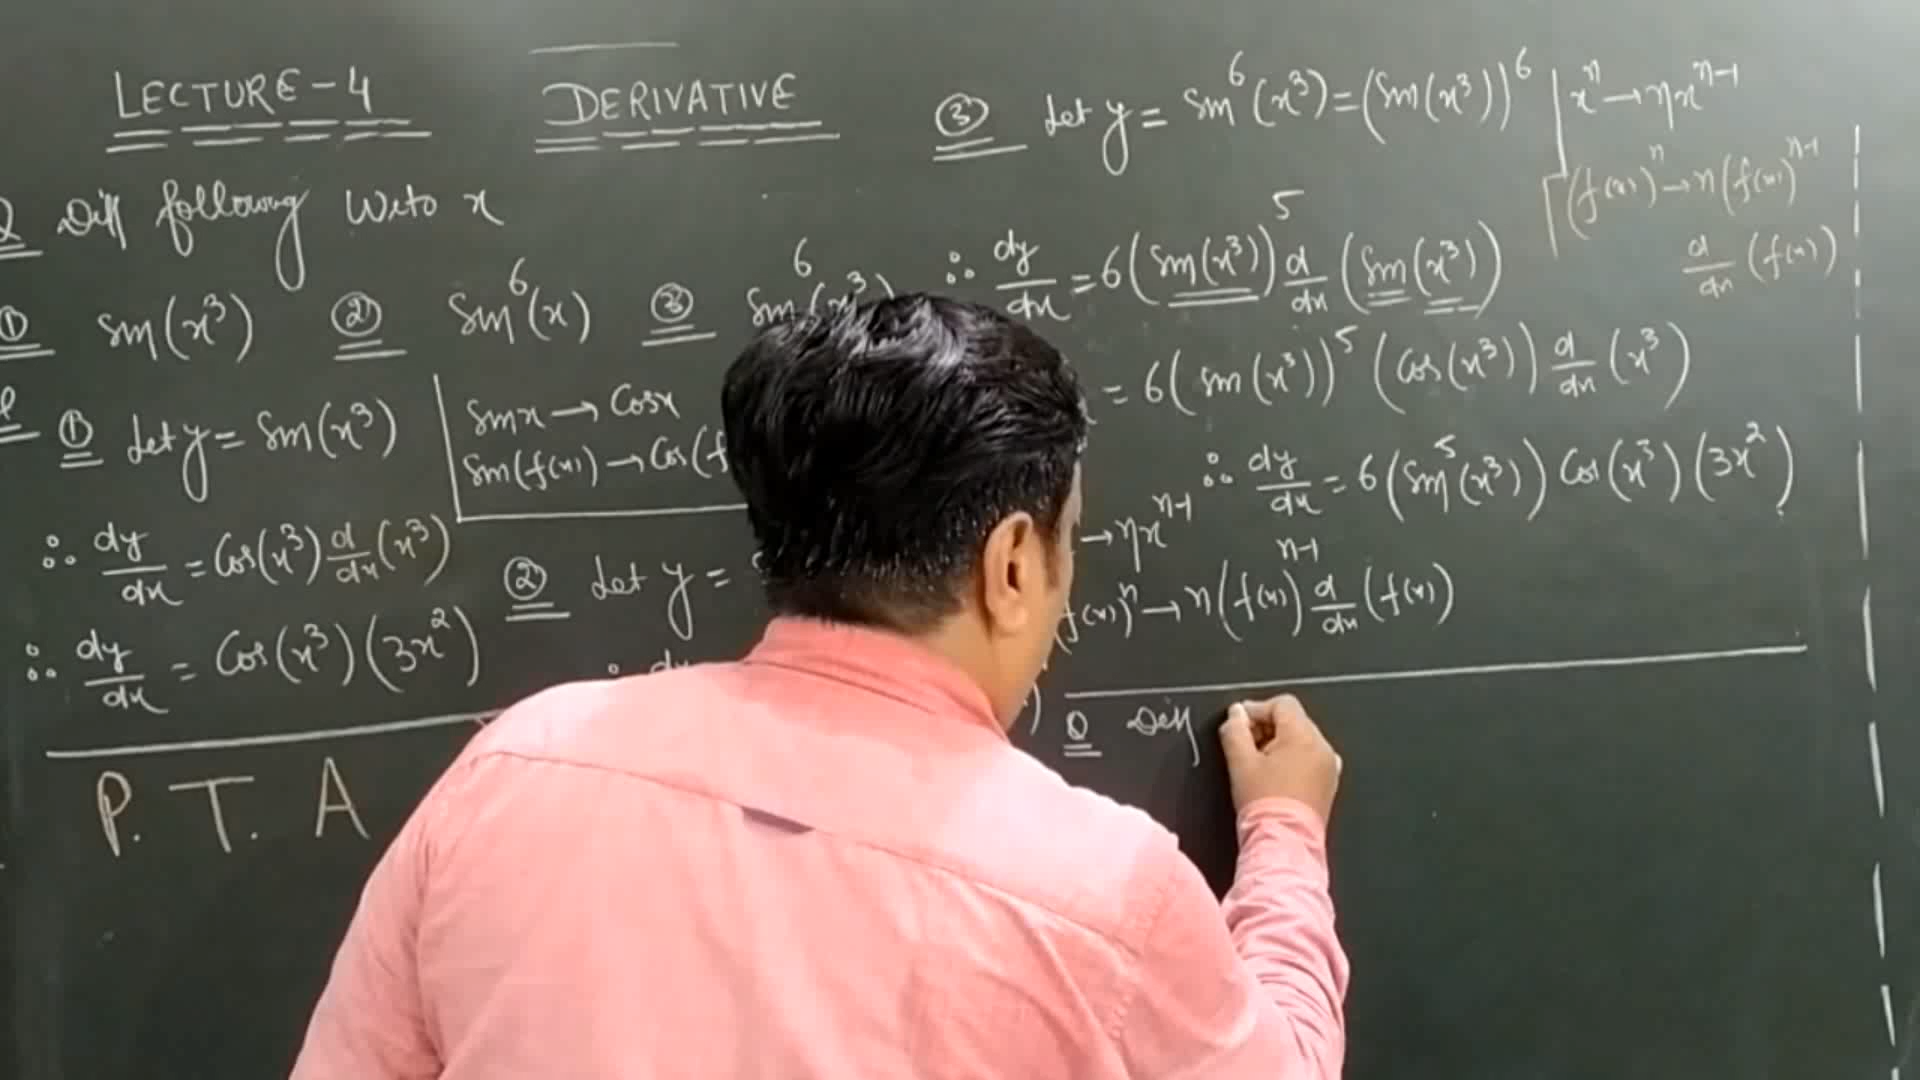 LECTURE-4 DERIVATIVE
Q Diff following w.r.to x
① sin(x³) ② sin⁶(x) ③ sin⁶(x³)
① Let y = sin(x³)
sinx → cosx
sin(f(x)) → cos(f
∴ dy/dx = cos(x³) d/dx (x³)
∴ dy/dx = cos(x³)(3x²)
② Let y =
∴ dy
P.T.A
③ Let y = sin⁶(x³) = (sin(x³))⁶
xⁿ → nxⁿ⁻¹
(f(x))ⁿ → n(f(x))ⁿ⁻¹
d/dx (f(x))
∴ dy/dx = 6(sin(x³))⁵ d/dx (sin(x³))
= 6(sin(x³))⁵ (cos(x³)) d/dx (x³)
∴ dy/dx = 6(sin⁵(x³)) cos(x³)(3x²)
→ nxⁿ⁻¹
f(x))ⁿ → n(f(x))ⁿ⁻¹ d/dx (f(x))
Q Diff